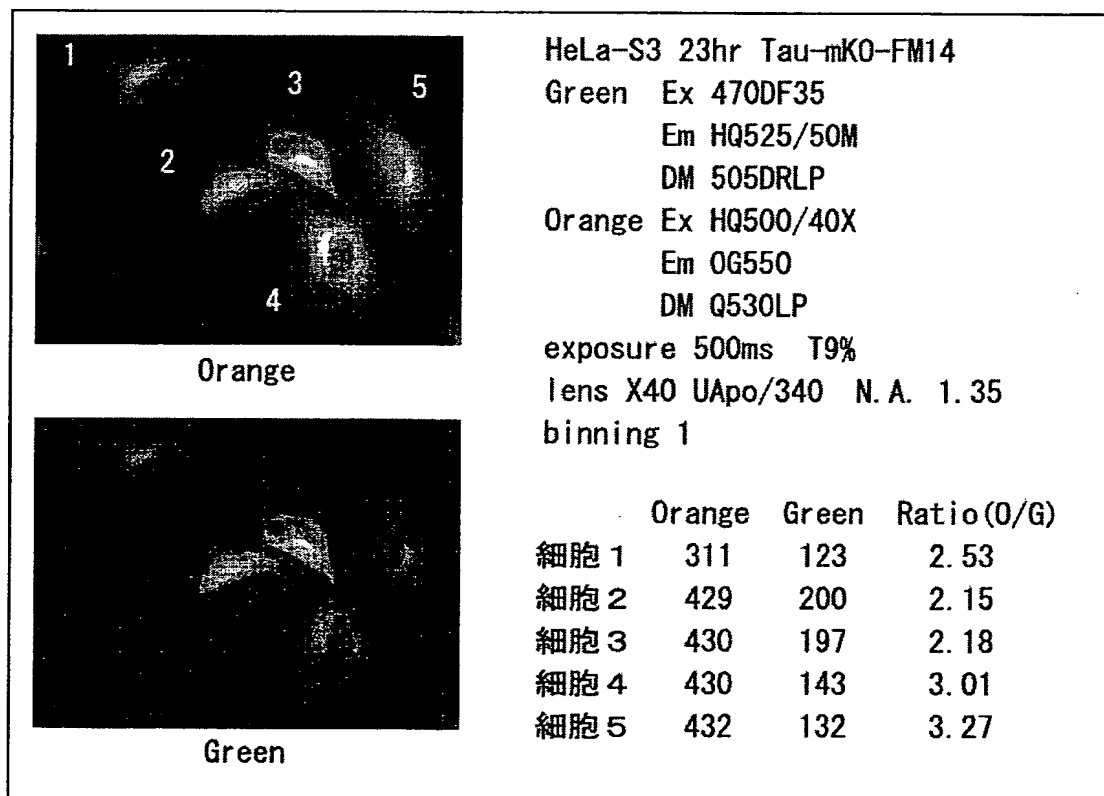 1
3
5
2
4
Orange
Green
HeLa-S3 23hr Tau-mKO-FM14
Green Ex 470DF35
Em HQ525/50M
DM 505DRLP
Orange Ex HQ500/40X
Em OG550
DM Q530LP
exposure 500ms T9%
lens X40 UApo/340 N.A. 1.35
binning 1
Orange Green Ratio(O/G)
細胞1 311 123 2.53
細胞2 429 200 2.15
細胞3 430 197 2.18
細胞4 430 143 3.01
細胞5 432 132 3.27